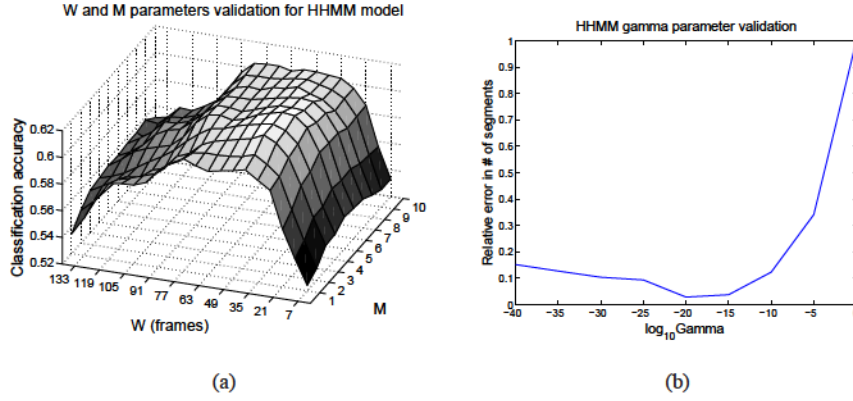 W and M parameters validation for HHMM model
Classification accuracy
0.62
0.6
0.58
0.56
0.54
0.52
133 119 105 91 77 63 49 35 21 7
W (frames)
1 2 3 4 5 6 7 8 9 10
M
(a)
HHMM gamma parameter validation
Relative error in # of segments
1
0.9
0.8
0.7
0.6
0.5
0.4
0.3
0.2
0.1
0
-40 -35 -30 -25 -20 -15 -10 -5
log10Gamma
(b)